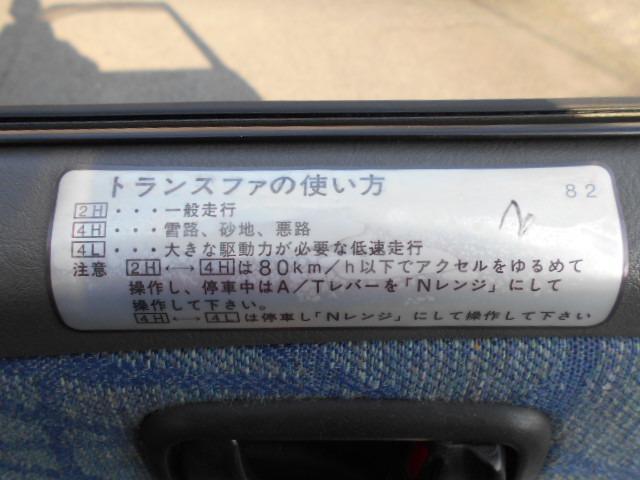 トランスファの使い方
82
2H・・・一般走行
4H・・・雪路、砂地、悪路
4L・・・大きな駆動力が必要な低速走行
注意 2H←→4Hは80km/h以下でアクセルをゆるめて
操作し、停車中はA/Tレバーを「Nレンジ」にして
操作して下さい。
4H←→4Lは停車し「Nレンジ」にして操作して下さい